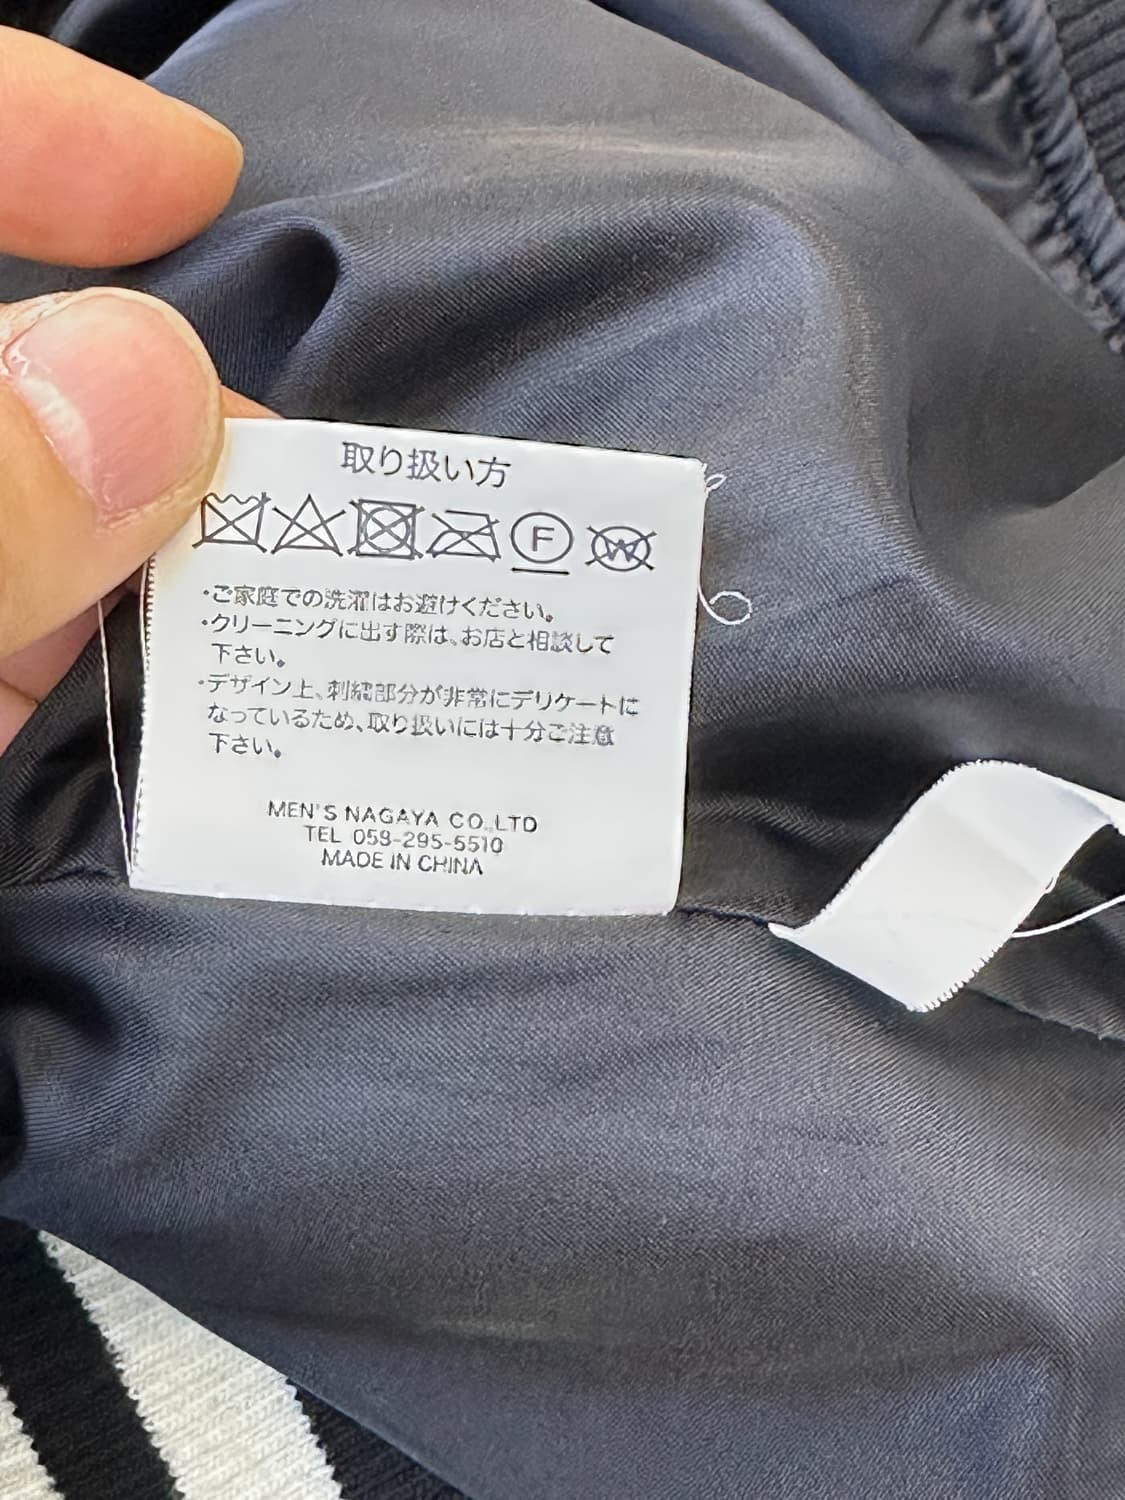 取り扱い方
F W
・ご家庭での洗濯はお避けください。
・クリーニングに出す際は、お店と相談して
下さい。
・デザイン上、刺繍部分が非常にデリケートに
なっているため、取り扱いには十分ご注意
下さい。
MEN'S NAGAYA CO.,LTD
TEL 059-295-5510
MADE IN CHINA